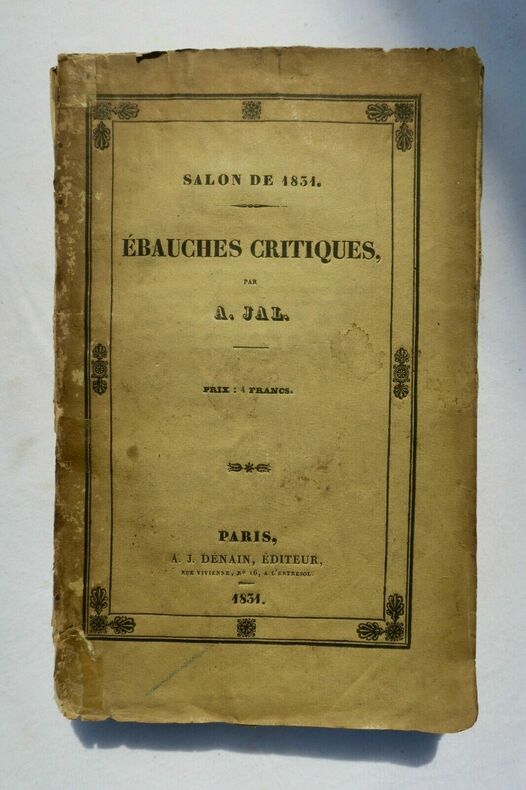 SALON DE 1831.
ÉBAUCHES CRITIQUES,
PAR
A. JAL.
PRIX : 4 FRANCS.
PARIS,
A. J. DÉNAIN, ÉDITEUR,
RUE VIVIENNE, No 16, A L'ENTRESOL.
1831.